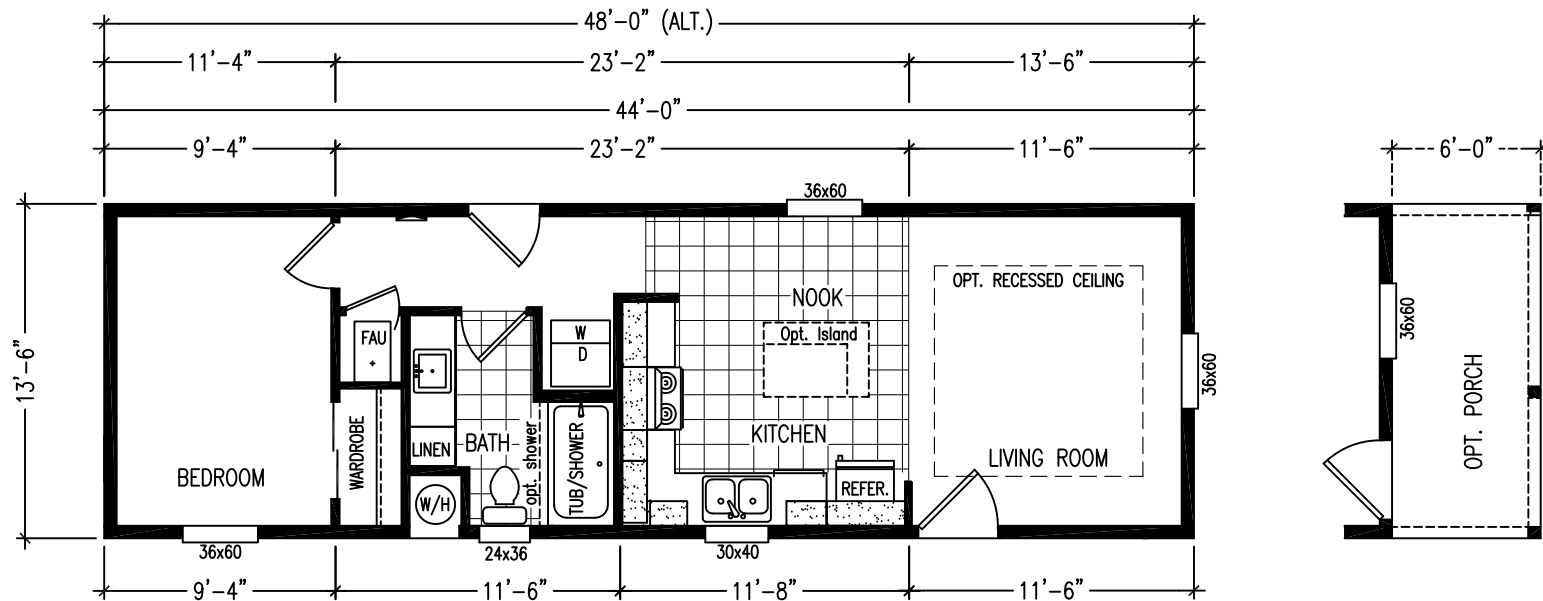 48'-0" (ALT.)
11'-4" 23'-2" 13'-6"
44'-0"
9'-4" 23'-2" 11'-6" 6'-0"
36x60
13'-6"
OPT. RECESSED CEILING
NOOK
Opt. Island
W
D
FAU
36x60
36x60
OPT. PORCH
WARDROBE
LINEN
BATH
opt. shower
TUB/SHOWER
KITCHEN
LIVING ROOM
BEDROOM
W/H
REFER.
36x60
24x36
30x40
9'-4" 11'-6" 11'-8" 11'-6"